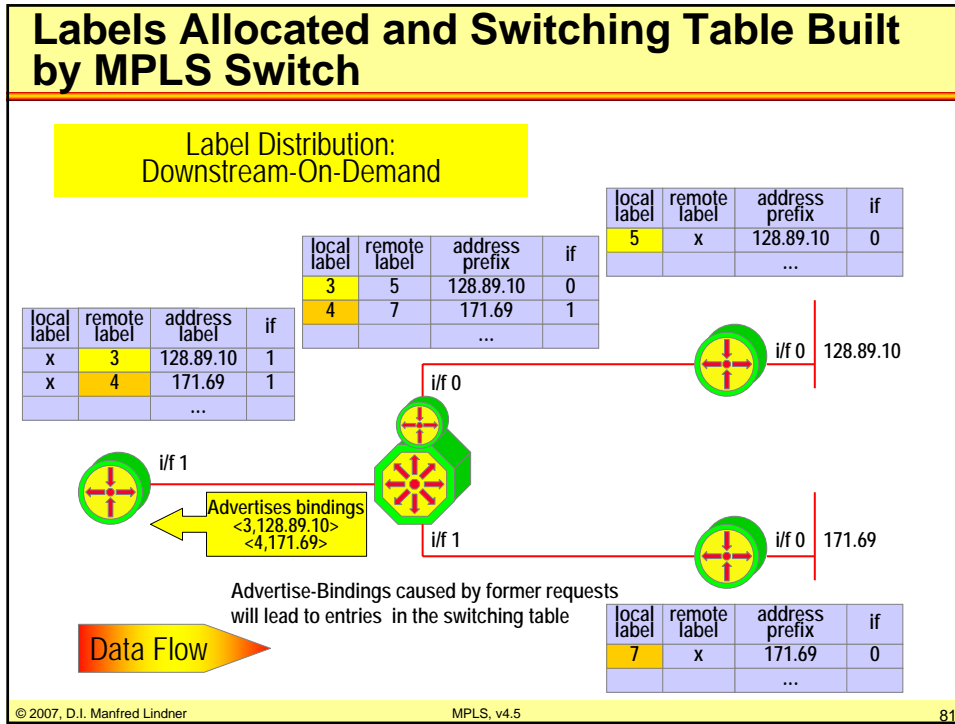 Labels Allocated and Switching Table Built
by MPLS Switch
Label Distribution:
Downstream-On-Demand
local label remote label address prefix if
5 x 128.89.10 0
...
local label remote label address prefix if
3 5 128.89.10 0
4 7 171.69 1
...
local label remote label address label if
x 3 128.89.10 1
x 4 171.69 1
...
i/f 0 128.89.10
i/f 0
i/f 1
Advertises bindings
<3,128.89.10>
<4,171.69>
i/f 1
i/f 0 171.69
Advertise-Bindings caused by former requests
will lead to entries in the switching table
local label remote label address prefix if
7 x 171.69 0
...
Data Flow
© 2007, D.I. Manfred Lindner MPLS, v4.5 81